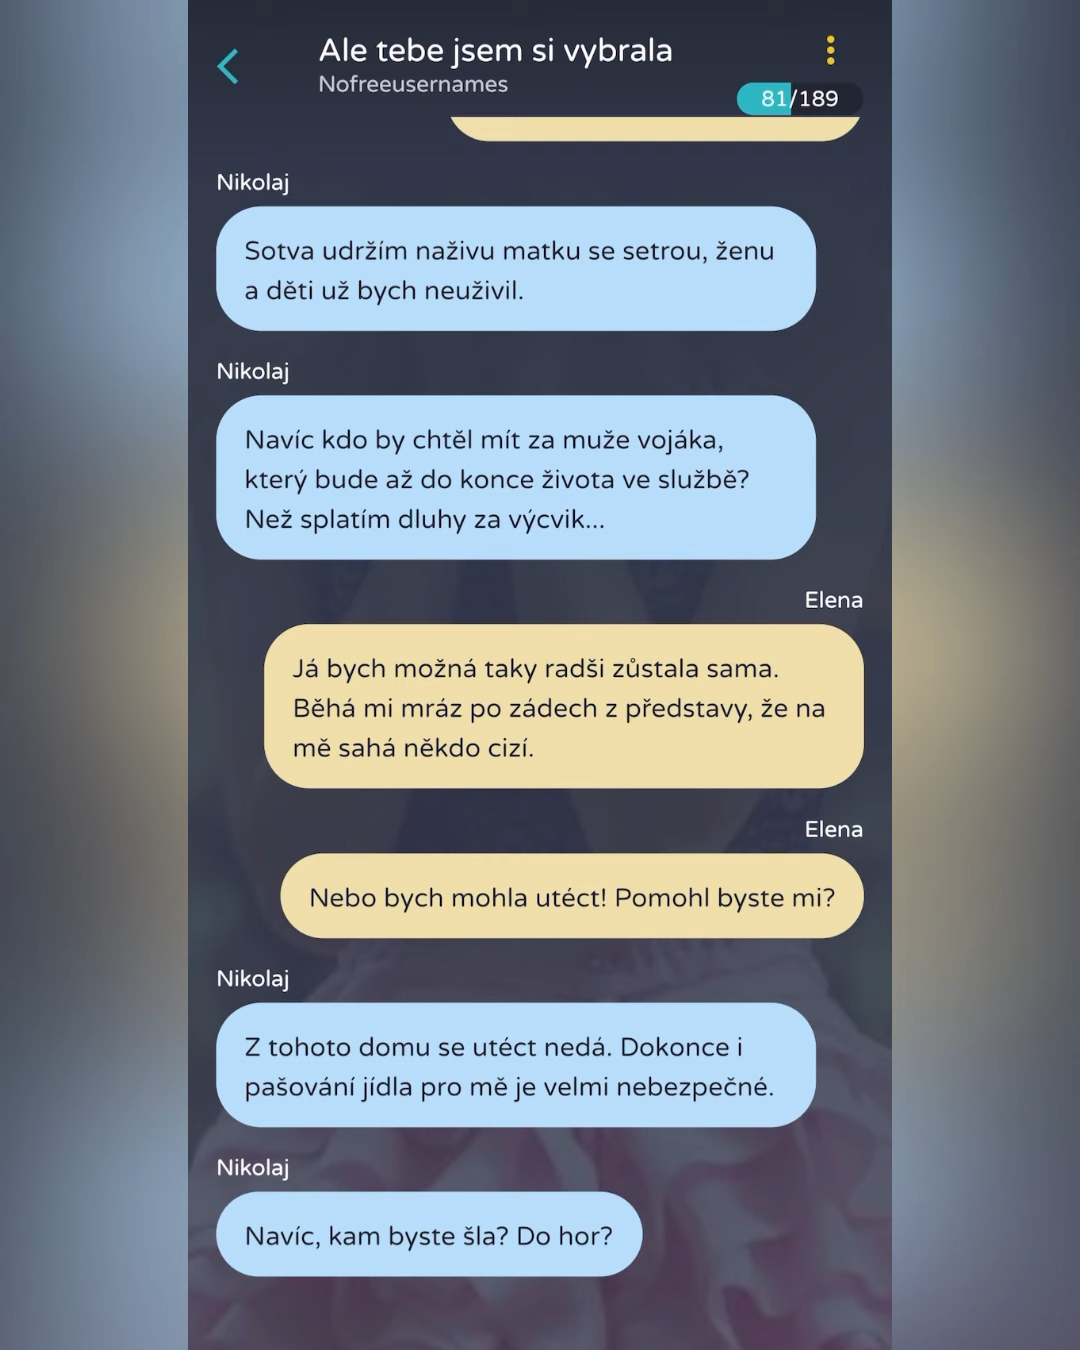 Ale tebe jsem si vybrala
Nofreeusernames
81/189
Nikolaj
Sotva udržím naživu matku se setrou, ženu
a děti už bych neuživil.
Nikolaj
Navíc kdo by chtěl mít za muže vojáka,
který bude až do konce života ve službě?
Než splatím dluhy za výcvik...
Elena
Já bych možná taky radši zůstala sama.
Běhá mi mráz po zádech z představy, že na
mě sahá někdo cizí.
Elena
Nebo bych mohla utéct! Pomohl byste mi?
Nikolaj
Z tohoto domu se utéct nedá. Dokonce i
pašování jídla pro mě je velmi nebezpečné.
Nikolaj
Navíc, kam byste šla? Do hor?